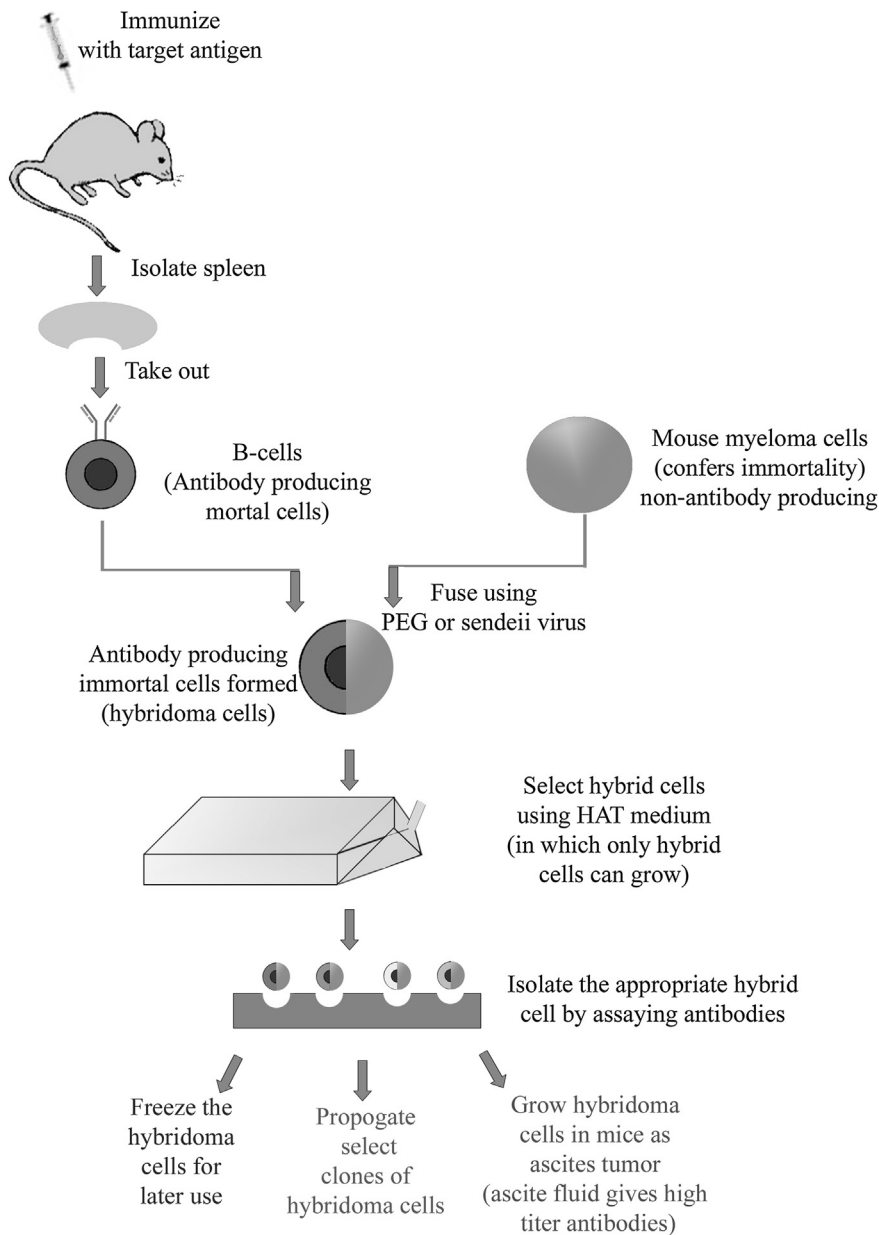 Immunize
with target antigen
Isolate spleen
Take out
B-cells
(Antibody producing
mortal cells)
Mouse myeloma cells
(confers immortality)
non-antibody producing
Fuse using
PEG or sendeii virus
Antibody producing
immortal cells formed
(hybridoma cells)
Select hybrid cells
using HAT medium
(in which only hybrid
cells can grow)
Isolate the appropriate hybrid
cell by assaying antibodies
Freeze the
hybridoma
cells for
later use
Propogate
select
clones of
hybridoma cells
Grow hybridoma
cells in mice as
ascites tumor
(ascite fluid gives high
titer antibodies)